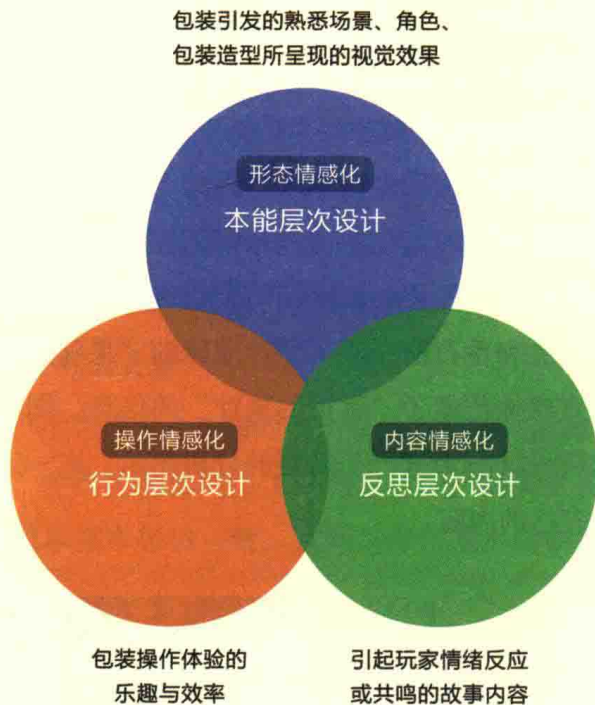 包装引发的熟悉场景、角色、
包装造型所呈现的视觉效果
形态情感化
本能层次设计
操作情感化
行为层次设计
内容情感化
反思层次设计
包装操作体验的
乐趣与效率
引起玩家情绪反应
或共鸣的故事内容